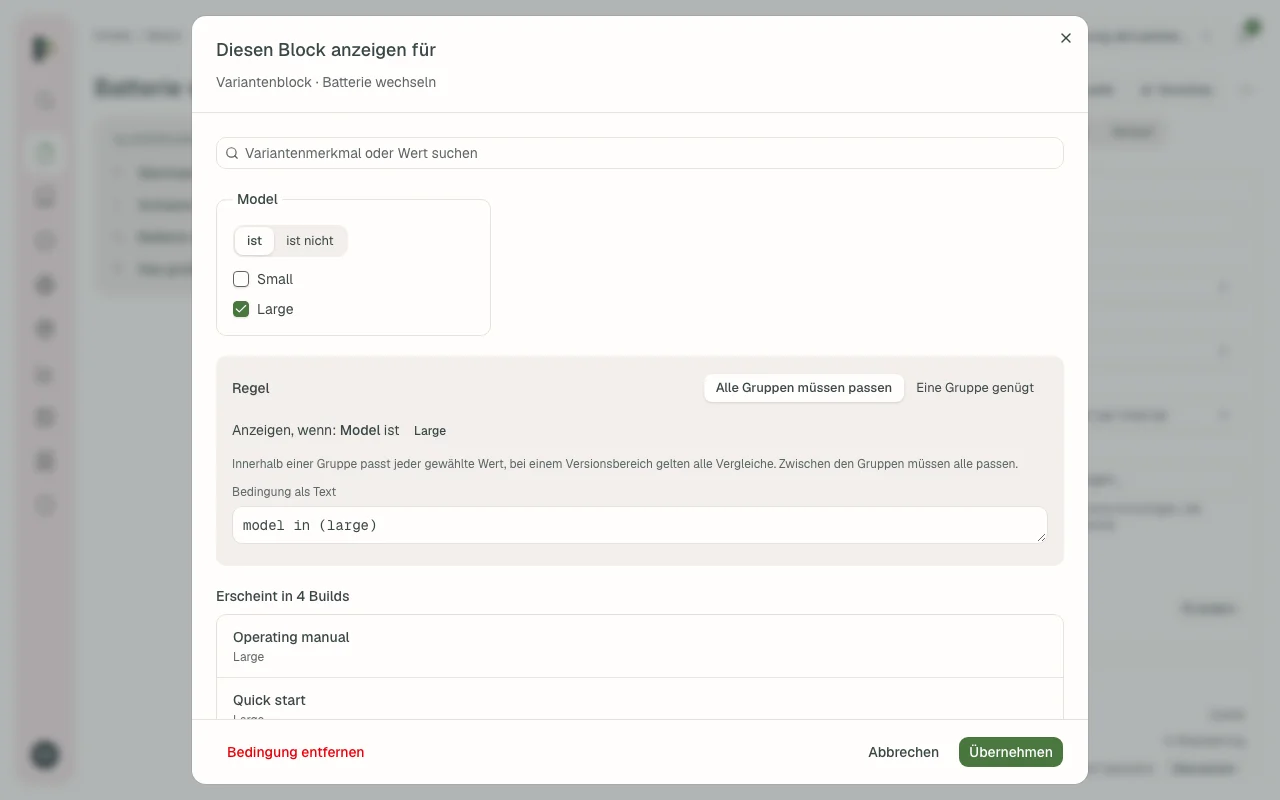 Diesen Block anzeigen für
Variantenblock · Batterie wechseln
Variantenmerkmal oder Wert suchen
Model
ist
ist nicht
Small
Large
Regel
Alle Gruppen müssen passen
Eine Gruppe genügt
Anzeigen, wenn: Model ist Large
Innerhalb einer Gruppe passt jeder gewählte Wert, bei einem Versionsbereich gelten alle Vergleiche. Zwischen den Gruppen müssen alle passen.
Bedingung als Text
model in (large)
Erscheint in 4 Builds
Operating manual
Large
Quick start
Large
Bedingung entfernen
Abbrechen
Übernehmen